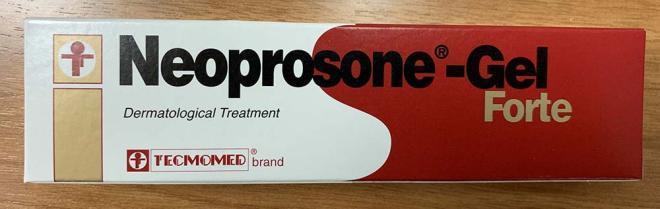 Neoprosone®-Gel
Forte
Dermatological Treatment
TECMOMED® brand